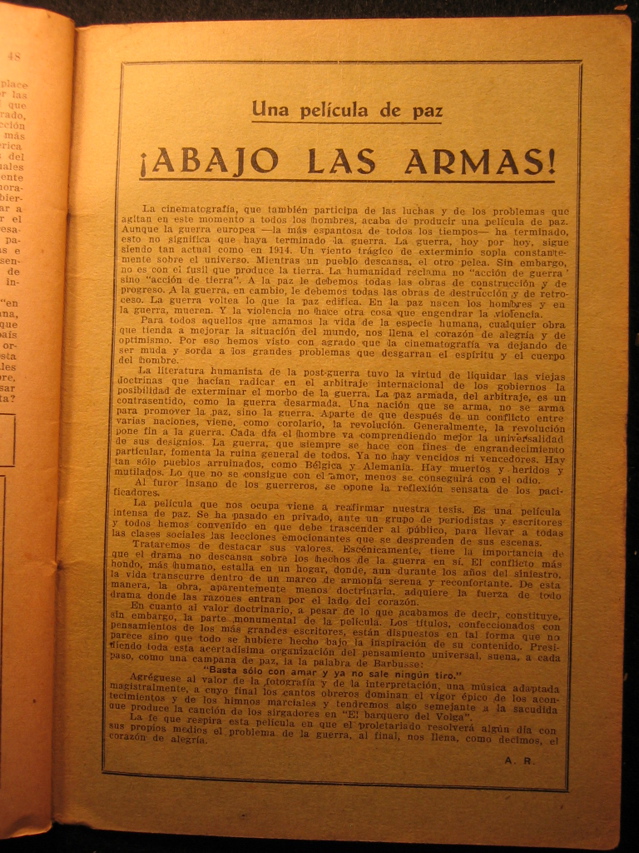 48
place
r las
que
rado,
cción
más
rica
del
uales
ente
nora-
bier-
ar a
r el
esa-
pa-
s e
sen-
de
in-
"en
ana,
que
país
or-
osta
les
ore,
sar
ta?
Una película de paz
¡ABAJO LAS ARMAS!
La cinematografía, que también participa de las luchas y de los problemas que
agitan en este momento a todos los hombres, acaba de producir una película de paz.
Aunque la guerra europea —la más espantosa de todos los tiempos— ha terminado,
esto no significa que haya terminado la guerra. La guerra, hoy por hoy, sigue
siendo tan actual como en 1914. Un viento trágico de exterminio sopla constante-
mente sobre el universo. Mientras un pueblo descansa, el otro pelea. Sin embargo,
no es con el fusil que produce la tierra. La humanidad reclama no "acción de guerra"
sino "acción de tierra". A la paz le debemos todas las obras de construcción y de
progreso. A la guerra, en cambio, le debemos todas las obras de destrucción y de retro-
ceso. La guerra voltea lo que la paz edifica. En la paz nacen los hombres y en
la guerra, mueren. Y la violencia no hace otra cosa que engendrar la violencia.
Para todos aquellos que amamos la vida de la especie humana, cualquier obra
que tienda a mejorar la situación del mundo, nos llena el corazón de alegría y de
optimismo. Por eso hemos visto con agrado que la cinematografía va dejando de
ser muda y sorda a los grandes problemas que desgarran el espíritu y el cuerpo
del hombre.
La literatura humanista de la post-guerra tuvo la virtud de liquidar las viejas
doctrinas que hacían radicar en el arbitraje internacional de los gobiernos la
posibilidad de exterminar el morbo de la guerra. La paz armada, del arbitraje, es un
contrasentido, como la guerra desarmada. Una nación que se arma, no se arma
para promover la paz, sino la guerra. Aparte de que después de un conflicto entre
varias naciones, viene, como corolario, la revolución. Generalmente, la revolución
pone fin a la guerra. Cada día el hombre va comprendiendo mejor la universalidad
de sus designios. La guerra, que siempre se hace con fines de engrandecimiento
particular, fomenta la ruina general de todos. Ya no hay vencidos ni vencedores. Hay
tan sólo pueblos arruinados, como Bélgica y Alemania. Hay muertos y heridos y
mutilados. Lo que no se consigue con el amor, menos se conseguirá con el odio.
Al furor insano de los guerreros, se opone la reflexión sensata de los paci-
ficadores.
La película que nos ocupa viene a reafirmar nuestra tesis. Es una película
intensa de paz. Se ha pasado en privado, ante un grupo de periodistas y escritores
y todos hemos convenido en que debe trascender al público, para llevar a todas
las clases sociales las lecciones emocionantes que se desprenden de sus escenas.
Trataremos de destacar sus valores. Escénicamente, tiene la importancia de
que el drama no descansa sobre los hechos de la guerra en sí. El conflicto más
hondo, más humano, estalla en un hogar, donde, aun durante los años del siniestro,
la vida transcurre dentro de un marco de armonía serena y reconfortante. De esta
manera, la obra, aparentemente menos doctrinaria, adquiere la fuerza de todo
drama donde las razones entran por el lado del corazón.
En cuanto al valor doctrinario, a pesar de lo que acabamos de decir, constituye,
sin embargo, la parte monumental de la película. Los títulos, confeccionados con
pensamientos de los más grandes escritores, están dispuestos en tal forma que no
parece sino que todo se hubiere hecho bajo la inspiración de su contenido. Presi-
diendo toda esta acertadísima organización del pensamiento universal, suena, a cada
paso, como una campana de paz, la la palabra de Barbusse:
"Basta sólo con amar y ya no sale ningún tiro."
Agréguese al valor de la fotografía y de la interpretación, una música adaptada
magistralmente, a cuyo final los cantos obreros dominan el vigor épico de los acon-
tecimientos y de los himnos marciales y tendremos algo semejante a la sacudida
que produce la canción de los sirgadores en "El barquero del Volga".
La fe que respira esta película en que el proletariado resolverá algún día con
sus propios medios el problema de la guerra, al final, nos llena, como decimos, el
corazón de alegría.
A. R.